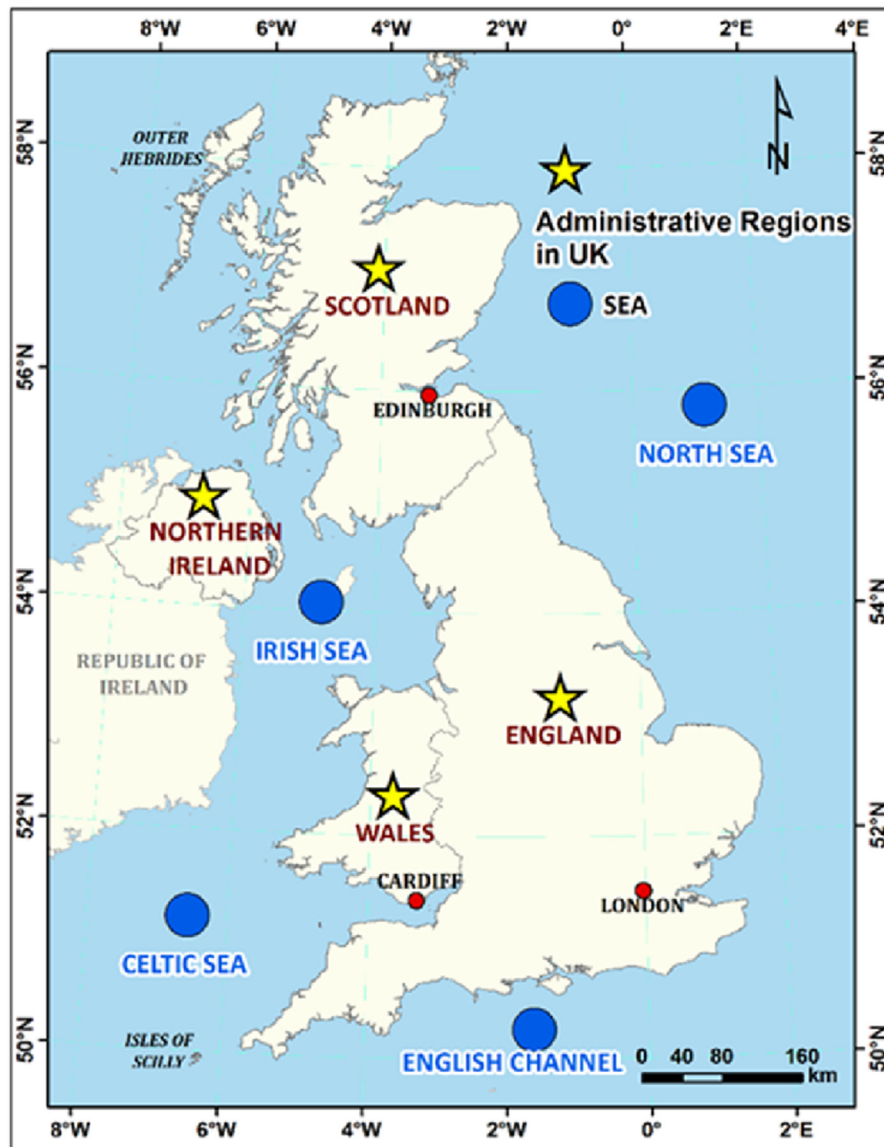 8°W 6°W 4°W 2°W 0° 2°E 4°E
58°N
58°N
OUTER
HEBRIDES
N
Administrative Regions
in UK
SCOTLAND
SEA
56°N
56°N
EDINBURGH
NORTH SEA
NORTHERN
IRELAND
54°N
54°N
IRISH SEA
REPUBLIC OF
IRELAND
ENGLAND
52°N
52°N
WALES
CARDIFF
LONDON
CELTIC SEA
50°N
50°N
ISLES OF
SCILLY
ENGLISH CHANNEL
0 40 80 160
km
8°W 6°W 4°W 2°W 0° 2°E